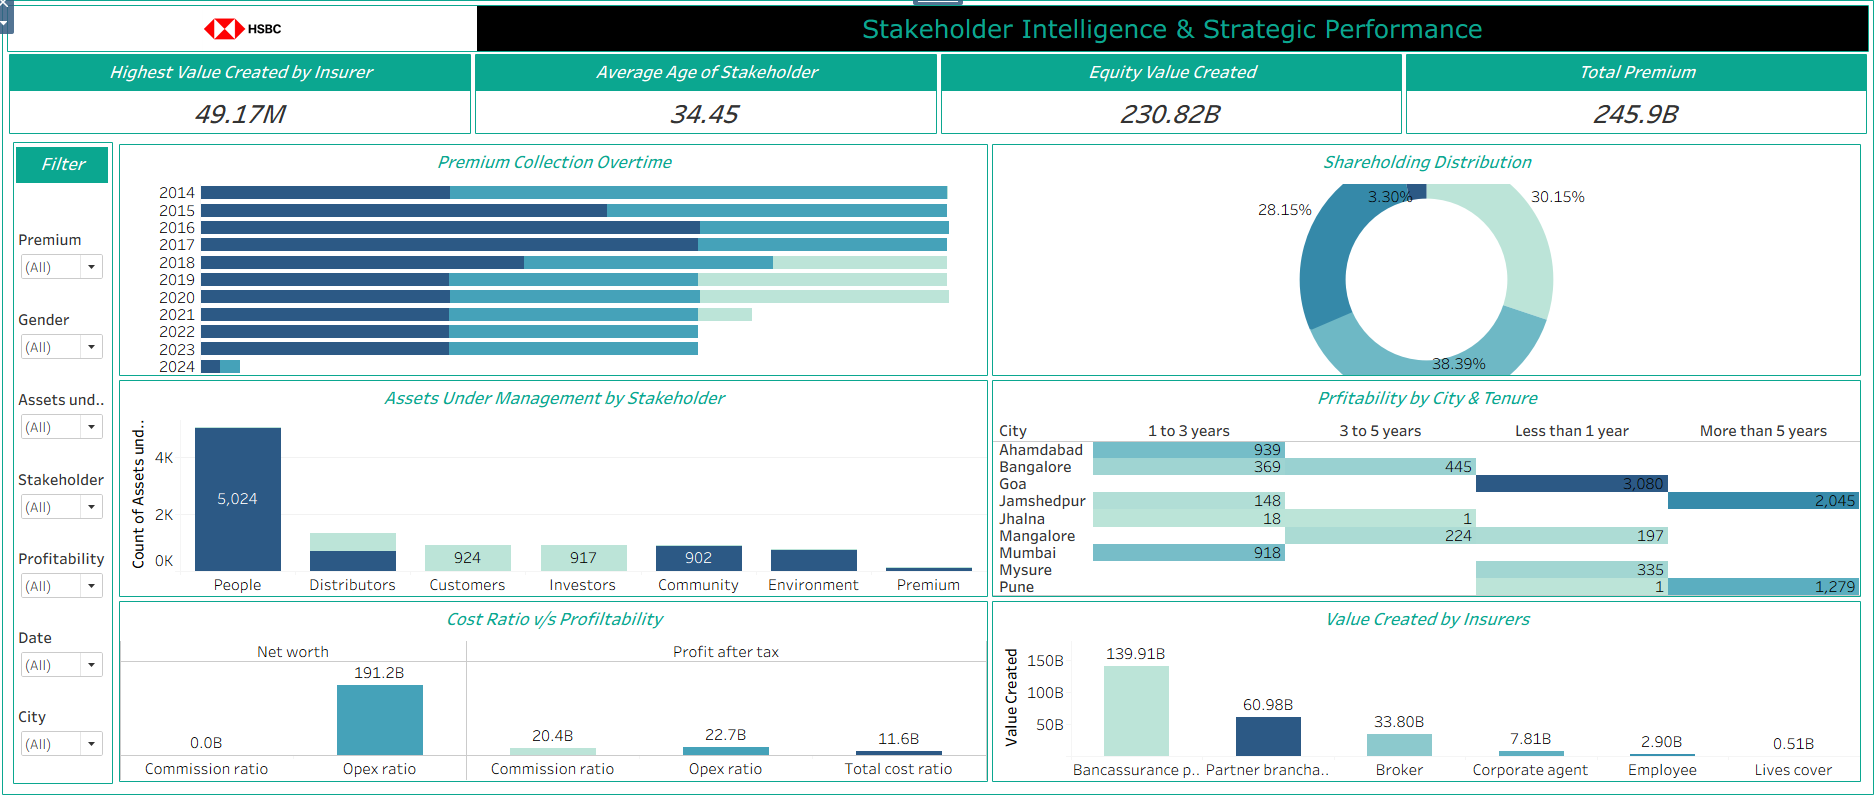 HSBC
Stakeholder Intelligence & Strategic Performance
Highest Value Created by Insurer
49.17M
Average Age of Stakeholder
34.45
Equity Value Created
230.82B
Total Premium
245.9B
Filter
Premium
(All)
Gender
(All)
Assets und..
(All)
Stakeholder
(All)
Profitability
(All)
Date
(All)
City
(All)
Premium Collection Overtime
2014
2015
2016
2017
2018
2019
2020
2021
2022
2023
2024
Shareholding Distribution
3.30%
30.15%
28.15%
38.39%
Assets Under Management by Stakeholder
Count of Assets und..
4K
2K
0K
5,024
924
917
902
People Distributors Customers Investors Community Environment Premium
Prfitability by City & Tenure
City 1 to 3 years 3 to 5 years Less than 1 year More than 5 years
Ahamdabad 939
Bangalore 369 445
Goa 3,080
Jamshedpur 148 2,045
Jhalna 18 1
Mangalore 224 197
Mumbai 918
Mysure 335
Pune 1 1,279
Cost Ratio v/s Profiltability
Net worth Profit after tax
0.0B 191.2B 20.4B 22.7B 11.6B
Commission ratio Opex ratio Commission ratio Opex ratio Total cost ratio
Value Created by Insurers
Value Created
150B
100B
50B
139.91B 60.98B 33.80B 7.81B 2.90B 0.51B
Bancassurance p.. Partner brancha.. Broker Corporate agent Employee Lives cover